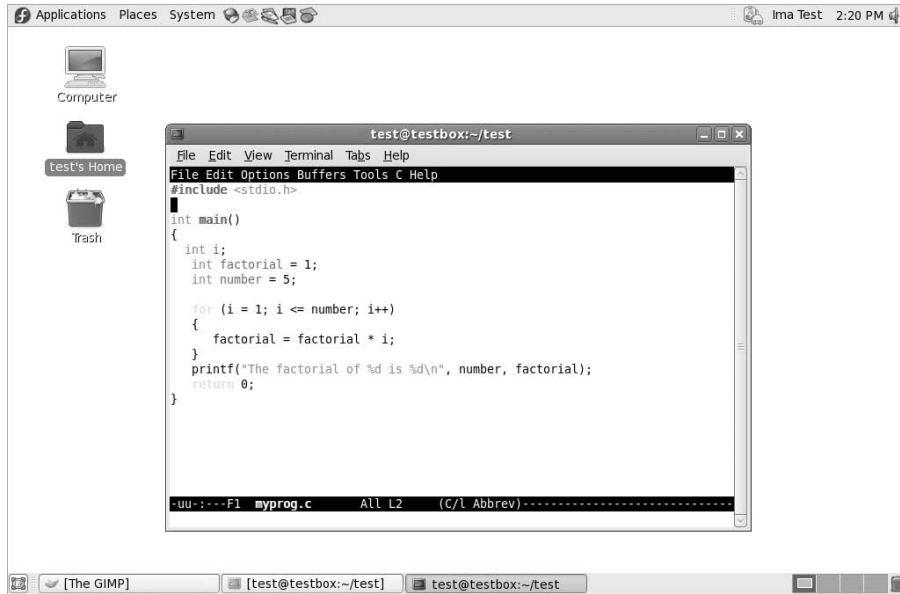 Applications Places System Ima Test 2:20 PM
Computer
test's Home
Trash
test@testbox:~/test
File Edit View Terminal Tabs Help
File Edit Options Buffers Tools C Help
#include <stdio.h>
int main()
{
  int i;
   int factorial = 1;
   int number = 5;
   for (i = 1; i <= number; i++)
   {
      factorial = factorial * i;
   }
   printf("The factorial of %d is %d\n", number, factorial);
   return 0;
}
-uu-:---F1  myprog.c       All L2     (C/l Abbrev)------------------------------
[The GIMP] [test@testbox:~/test] test@testbox:~/test